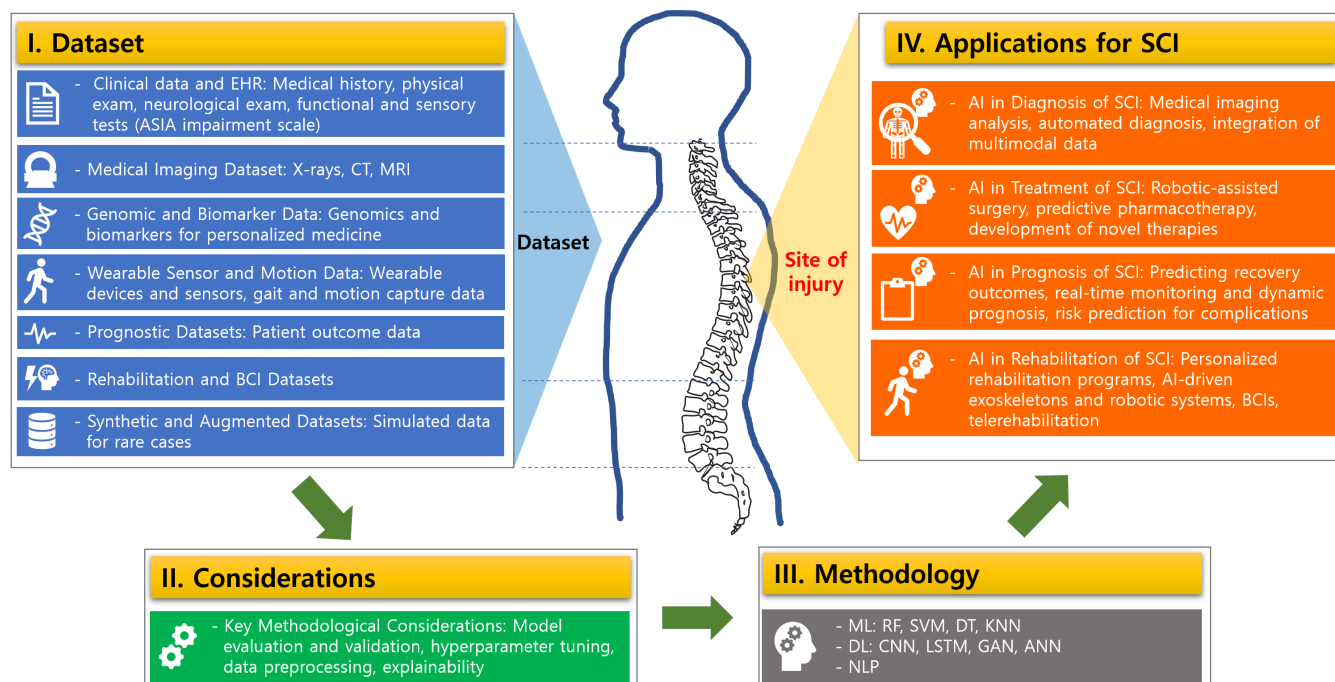 I. Dataset
- Clinical data and EHR: Medical history, physical
exam, neurological exam, functional and sensory
tests (ASIA impairment scale)
- Medical Imaging Dataset: X-rays, CT, MRI
- Genomic and Biomarker Data: Genomics and
biomarkers for personalized medicine
- Wearable Sensor and Motion Data: Wearable
devices and sensors, gait and motion capture data
- Prognostic Datasets: Patient outcome data
- Rehabilitation and BCI Datasets
- Synthetic and Augmented Datasets: Simulated data
for rare cases
Dataset
Site of
injury
II. Considerations
- Key Methodological Considerations: Model
evaluation and validation, hyperparameter tuning,
data preprocessing, explainability
III. Methodology
- ML: RF, SVM, DT, KNN
- DL: CNN, LSTM, GAN, ANN
- NLP
IV. Applications for SCI
- AI in Diagnosis of SCI: Medical imaging
analysis, automated diagnosis, integration of
multimodal data
- AI in Treatment of SCI: Robotic-assisted
surgery, predictive pharmacotherapy,
development of novel therapies
- AI in Prognosis of SCI: Predicting recovery
outcomes, real-time monitoring and dynamic
prognosis, risk prediction for complications
- AI in Rehabilitation of SCI: Personalized
rehabilitation programs, AI-driven
exoskeletons and robotic systems, BCIs,
telerehabilitation